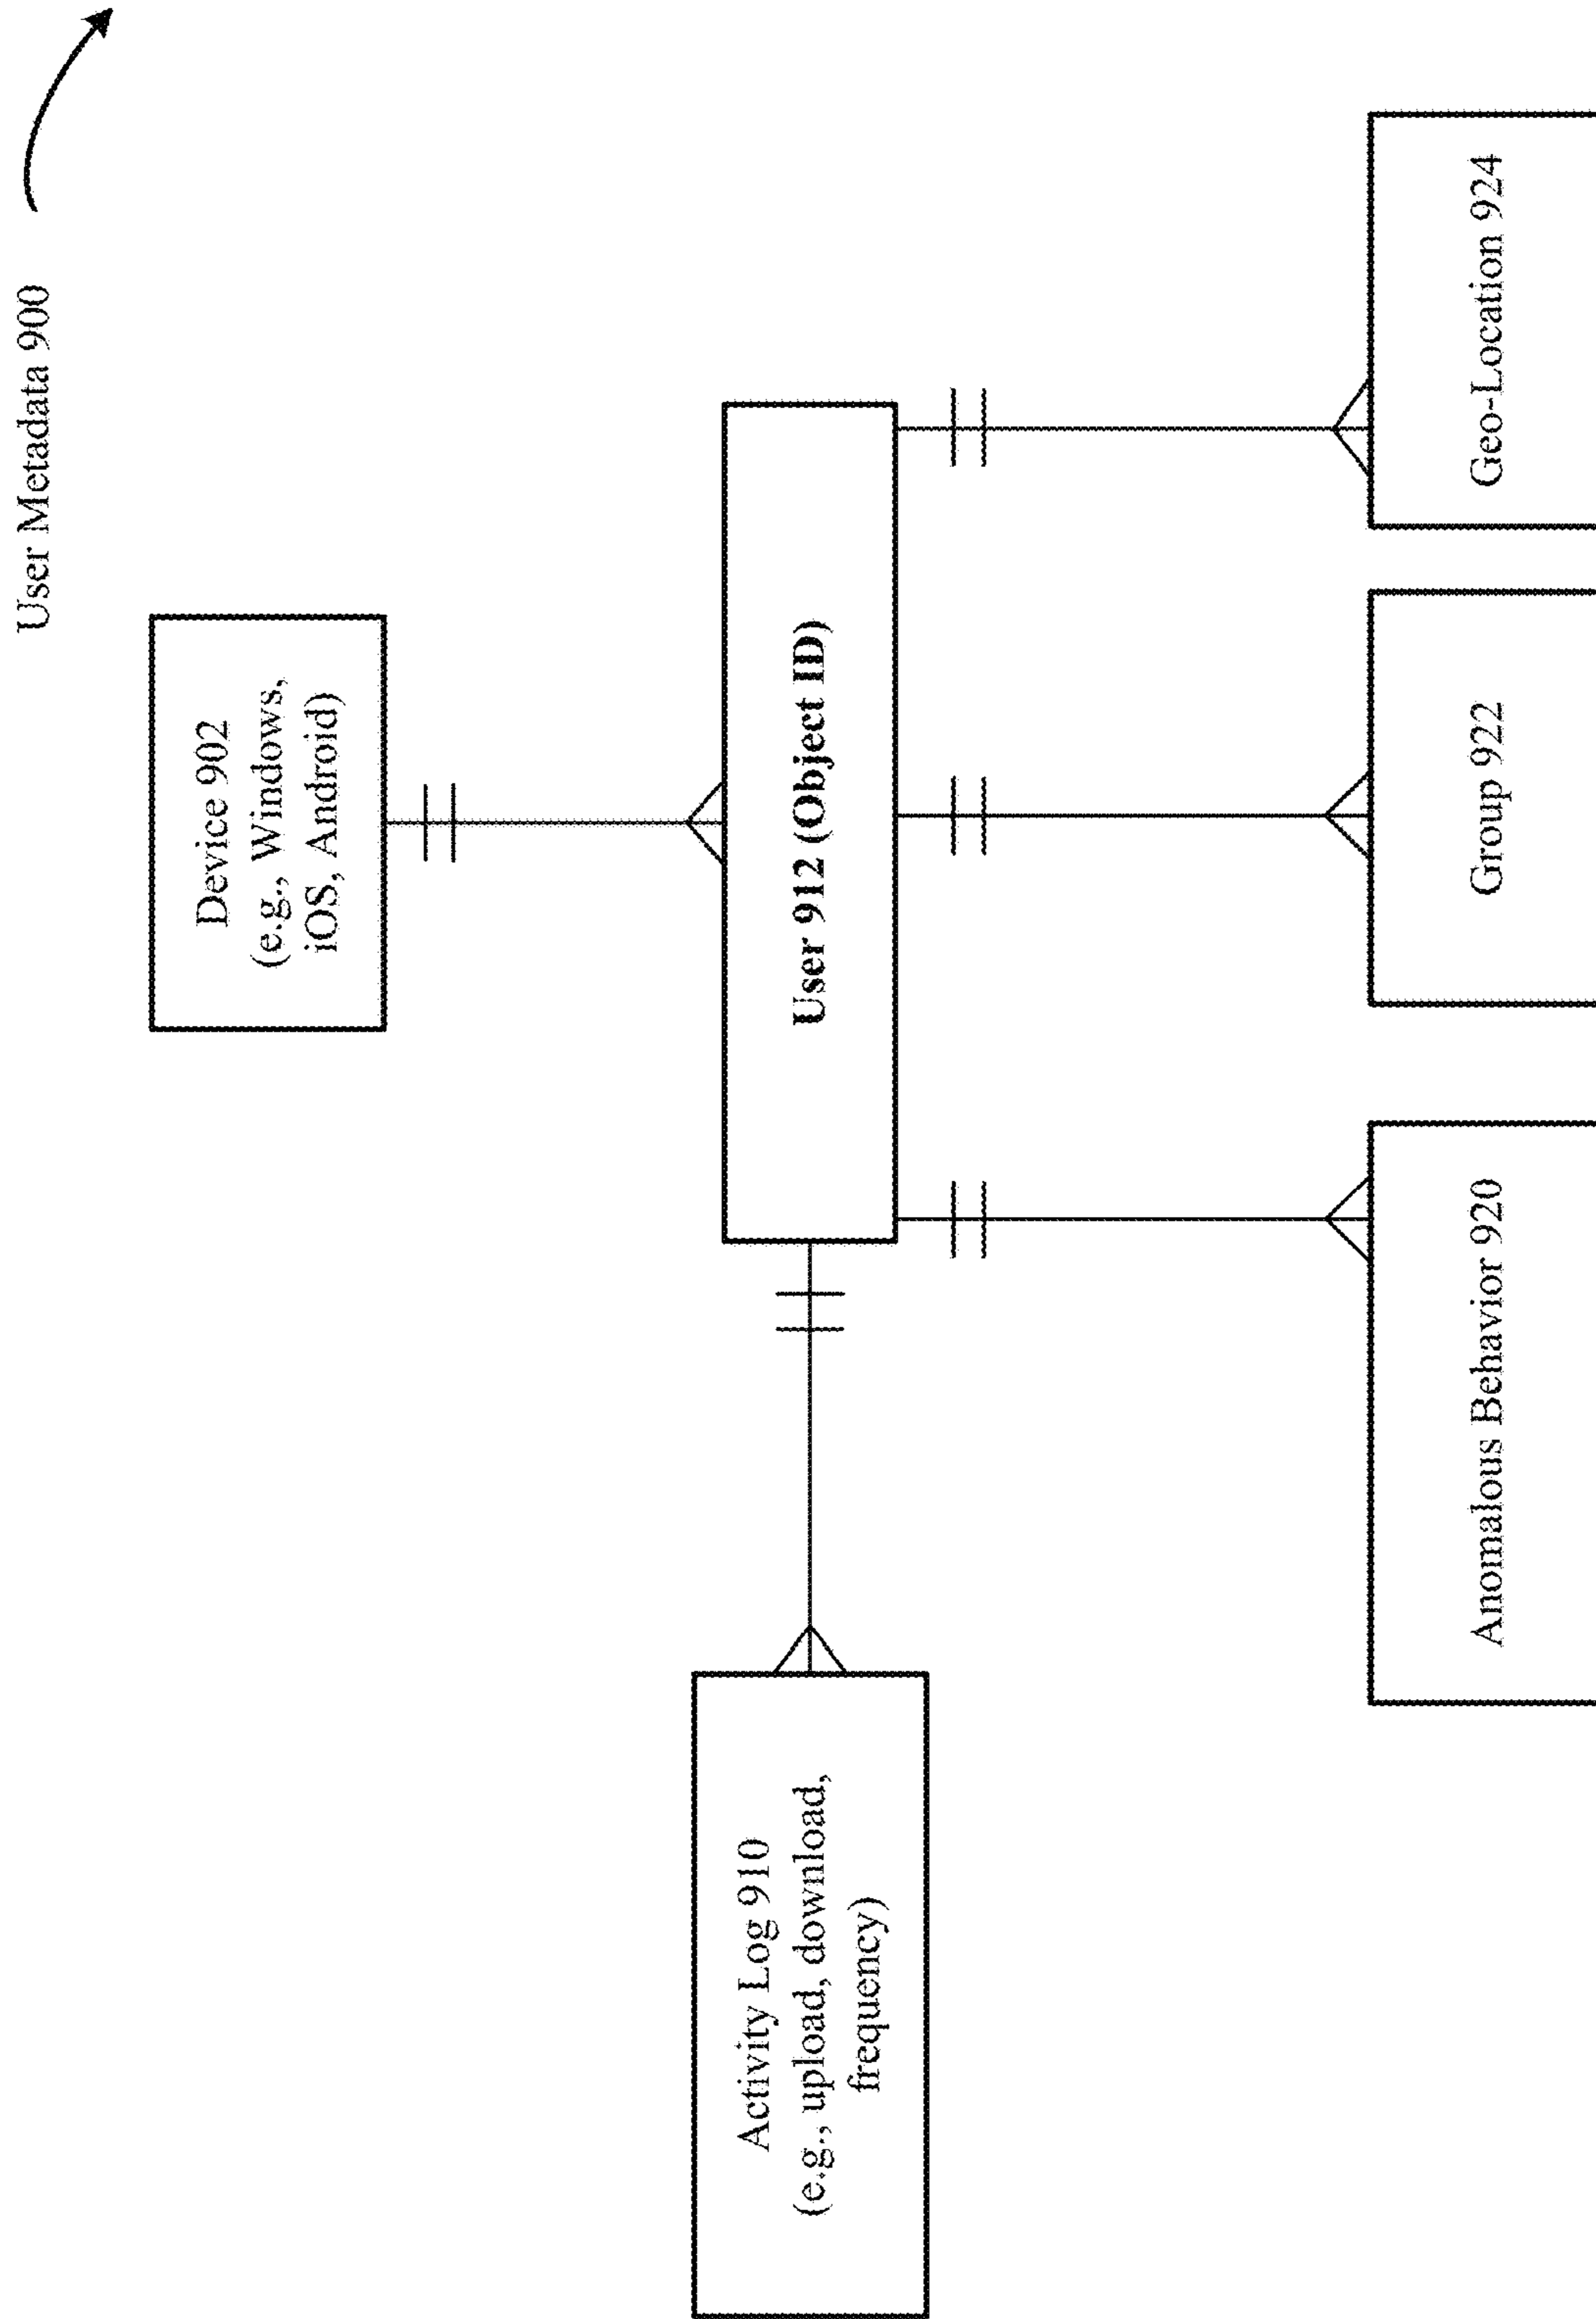 User Metadata 900
Device 902
(e.g., Windows,
iOS, Android)
Activity Log 910
(e.g., upload, download,
frequency)
User 912 (Object ID)
Anomalous Behavior 920
Group 922
Geo-Location 924